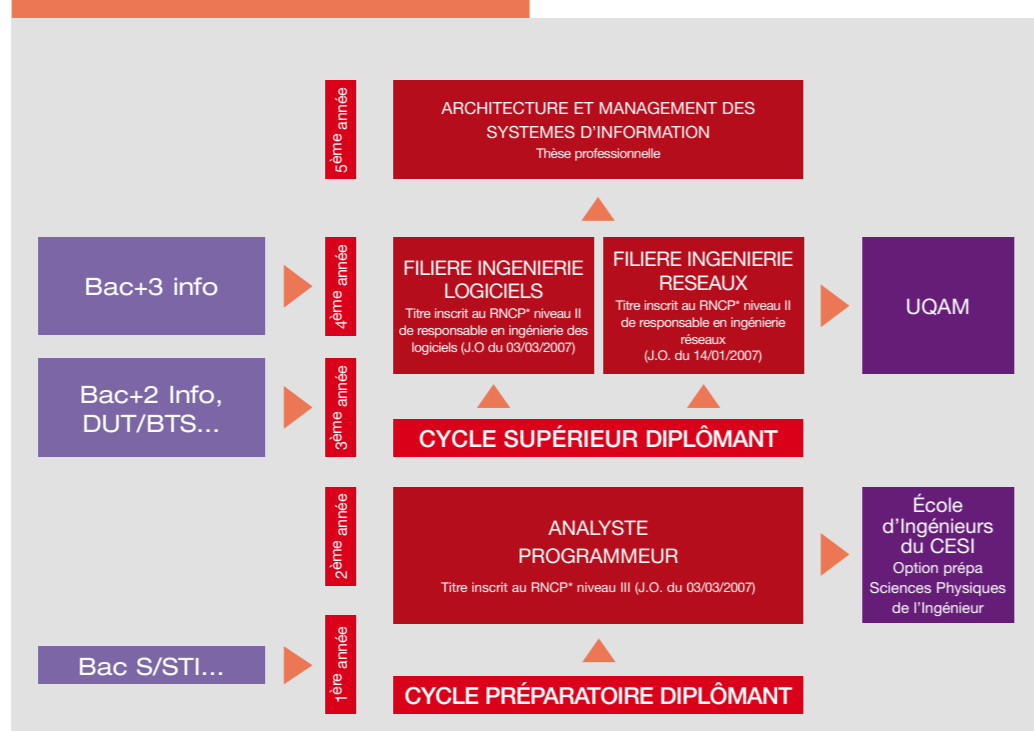 5ème année
ARCHITECTURE ET MANAGEMENT DES
SYSTEMES D'INFORMATION
Thèse professionnelle
Bac+3 info
4ème année
FILIERE INGENIERIE
LOGICIELS
Titre inscrit au RNCP* niveau II
de responsable en ingénierie des
logiciels (J.O du 03/03/2007)
FILIERE INGENIERIE
RESEAUX
Titre inscrit au RNCP* niveau II
de responsable en ingénierie
réseaux
(J.O. du 14/01/2007)
UQAM
Bac+2 Info,
DUT/BTS...
3ème année
CYCLE SUPÉRIEUR DIPLÔMANT
2ème année
ANALYSTE
PROGRAMMEUR
Titre inscrit au RNCP* niveau III (J.O. du 03/03/2007)
École
d'Ingénieurs
du CESI
Option prépa
Sciences Physiques
de l'Ingénieur
Bac S/STI...
1ère année
CYCLE PRÉPARATOIRE DIPLÔMANT